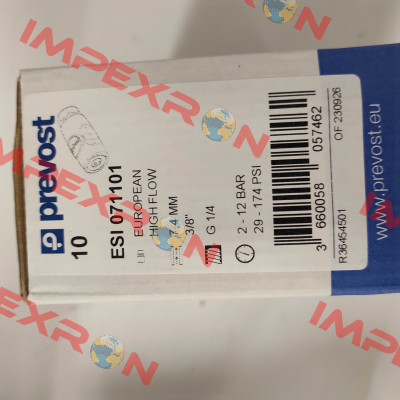 prevost
10
ESI 071101
EUROPEAN
HIGH FLOW
7,4 MM
3/8"
G 1/4
2 - 12 BAR
29 - 174 PSI
3 660058 057462
R36454501
OF 230926
www.prevost.eu
IMPEXRON
IMPEXRON
IMPEXRON
IMPEXRON
IMPEXRON